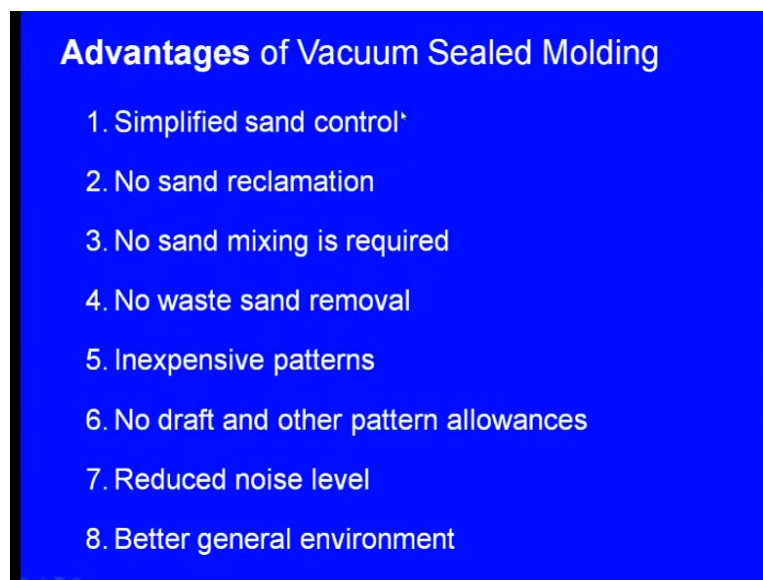 Advantages of Vacuum Sealed Molding
1. Simplified sand control
2. No sand reclamation
3. No sand mixing is required
4. No waste sand removal
5. Inexpensive patterns
6. No draft and other pattern allowances
7. Reduced noise level
8. Better general environment